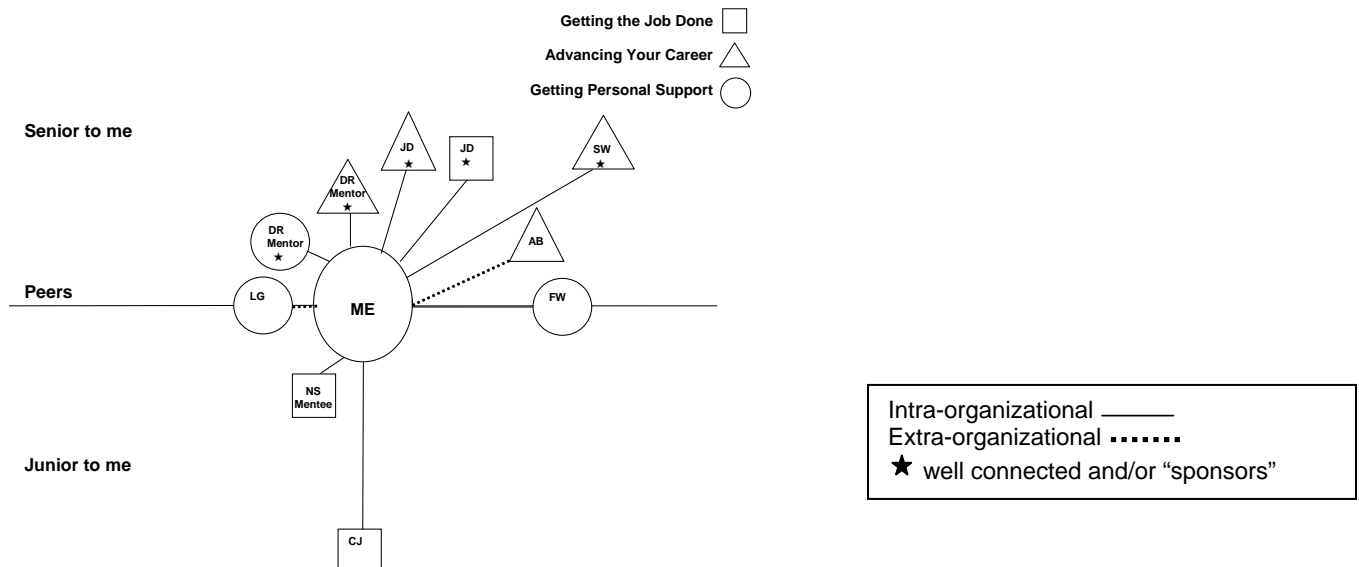 Getting the Job Done
Advancing Your Career
Getting Personal Support
Senior to me
JD
★
JD
★
SW
★
DR
Mentor
★
DR
Mentor
★
AB
Peers
LG
ME
FW
NS
Mentee
Intra-organizational
Extra-organizational
★ well connected and/or “sponsors”
Junior to me
CJ